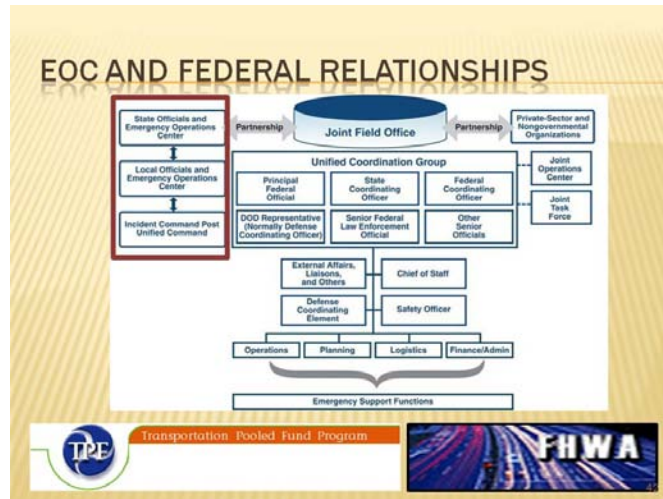 EOC AND FEDERAL RELATIONSHIPS
State Officials and
Emergency Operations
Center
Partnership
Joint Field Office
Partnership
Private-Sector and
Nongovernmental
Organizations
Local Officials and
Emergency Operations
Center
Incident Command Post
Unified Command
Unified Coordination Group
Principal
Federal
Official
State
Coordinating
Officer
Federal
Coordinating
Officer
DOD Representative
(Normally Defense
Coordinating Officer)
Senior Federal
Law Enforcement
Official
Other
Senior
Officials
Joint
Operations
Center
Joint
Task
Force
External Affairs,
Liaisons,
and Others
Chief of Staff
Defense
Coordinating
Element
Safety Officer
Operations
Planning
Logistics
Finance/Admin
Emergency Support Functions
TPF
Transportation Pooled Fund Program
FHWA